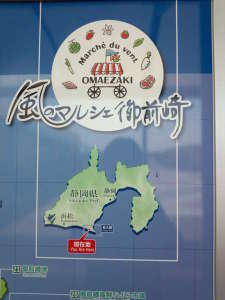 Marché du vent
OMAEZAKI
風のマルシェ御前崎
静岡県
静岡
浜松
現在地
You Are Here